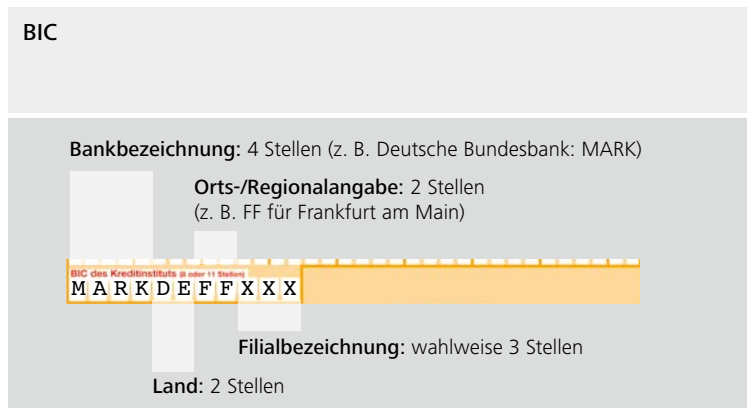 BIC
Bankbezeichnung: 4 Stellen (z. B. Deutsche Bundesbank: MARK)
Orts-/Regionalangabe: 2 Stellen
(z. B. FF für Frankfurt am Main)
BIC des Kreditinstituts (8 oder 11 Stellen)
MARKDEFFXXX
Filialbezeichnung: wahlweise 3 Stellen
Land: 2 Stellen